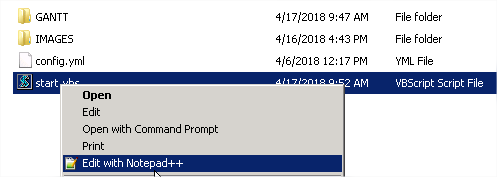 GANTT 4/17/2018 9:47 AM File folder
IMAGES 4/16/2018 4:43 PM File folder
config.yml 4/6/2018 12:17 PM YML File
start.vbs 4/17/2018 9:52 AM VBScript Script File
Open
Edit
Open with Command Prompt
Print
Edit with Notepad++